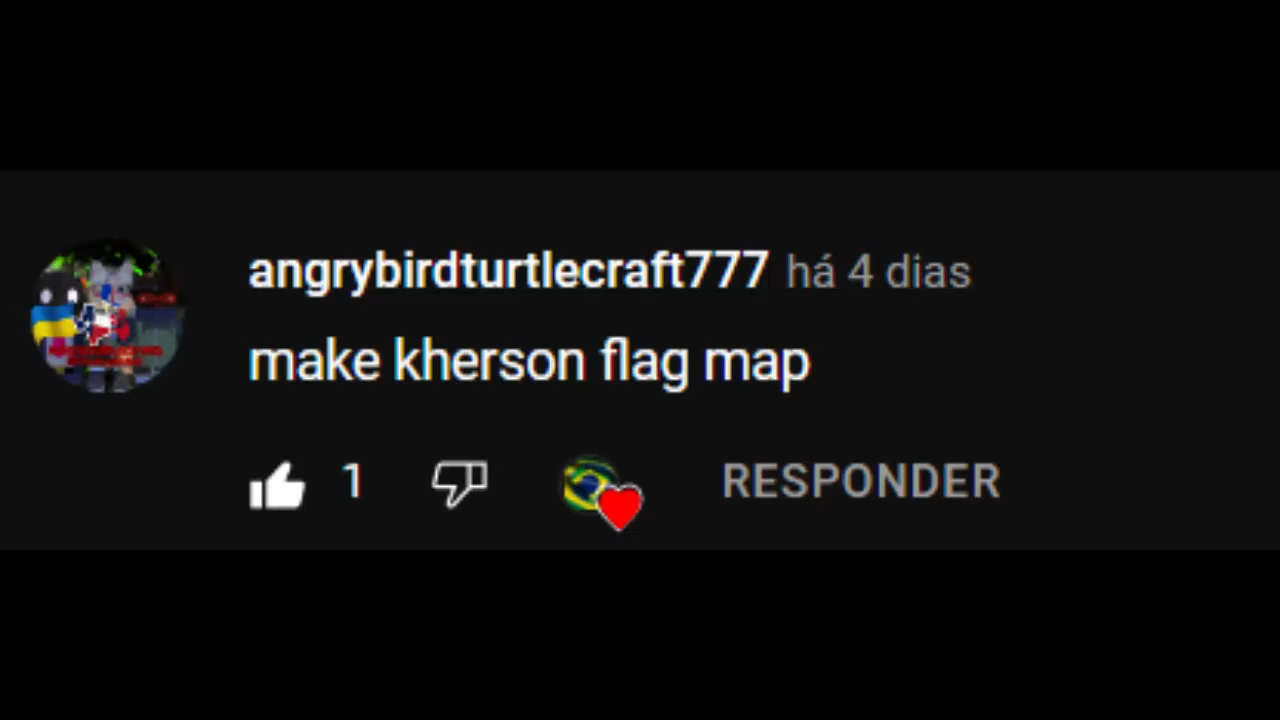 angrybirdturtlecraft777 há 4 dias
make kherson flag map
1 RESPONDER